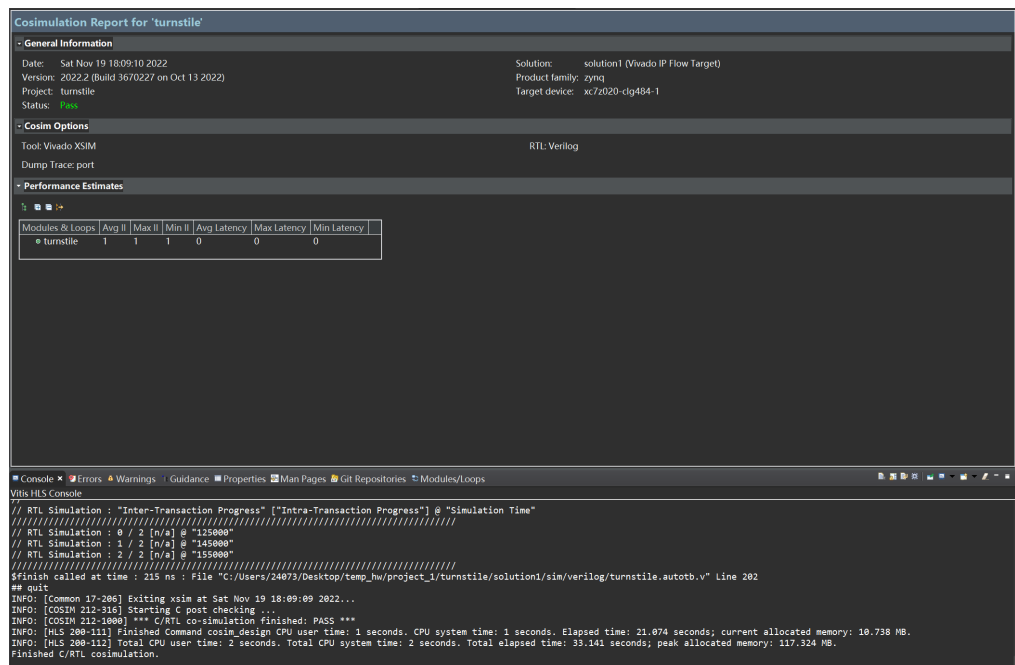 Cosimulation Report for 'turnstile'
General Information
Date: Sat Nov 19 18:09:10 2022
Solution: solution1 (Vivado IP Flow Target)
Version: 2022.2 (Build 3670227 on Oct 13 2022)
Product family: zynq
Project: turnstile
Target device: xc7z020-clg484-1
Status: Pass
Cosim Options
Tool: Vivado XSIM
RTL: Verilog
Dump Trace: port
Performance Estimates
Modules & Loops Avg II Max II Min II Avg Latency Max Latency Min Latency
turnstile 1 1 1 0 0 0
Console Errors Warnings Guidance Properties Man Pages Git Repositories Modules/Loops
Vitis HLS Console
//
// RTL Simulation : "Inter-Transaction Progress" ["Intra-Transaction Progress"] @ "Simulation Time"
////////////////////////////////////////////////////////////////////////////////////
// RTL Simulation : 0 / 2 [n/a] @ "125000"
// RTL Simulation : 1 / 2 [n/a] @ "145000"
// RTL Simulation : 2 / 2 [n/a] @ "155000"
////////////////////////////////////////////////////////////////////////////////////
$finish called at time : 215 ns : File "C:/Users/24073/Desktop/temp_hw/project_1/turnstile/solution1/sim/verilog/turnstile.autotb.v" Line 202
## quit
INFO: [Common 17-206] Exiting xsim at Sat Nov 19 18:09:09 2022...
INFO: [COSIM 212-316] Starting C post checking ...
INFO: [COSIM 212-1000] *** C/RTL co-simulation finished: PASS ***
INFO: [HLS 200-111] Finished Command cosim_design CPU user time: 1 seconds. CPU system time: 1 seconds. Elapsed time: 21.074 seconds; current allocated memory: 10.738 MB.
INFO: [HLS 200-112] Total CPU user time: 2 seconds. Total CPU system time: 2 seconds. Total elapsed time: 33.141 seconds; peak allocated memory: 117.324 MB.
Finished C/RTL cosimulation.